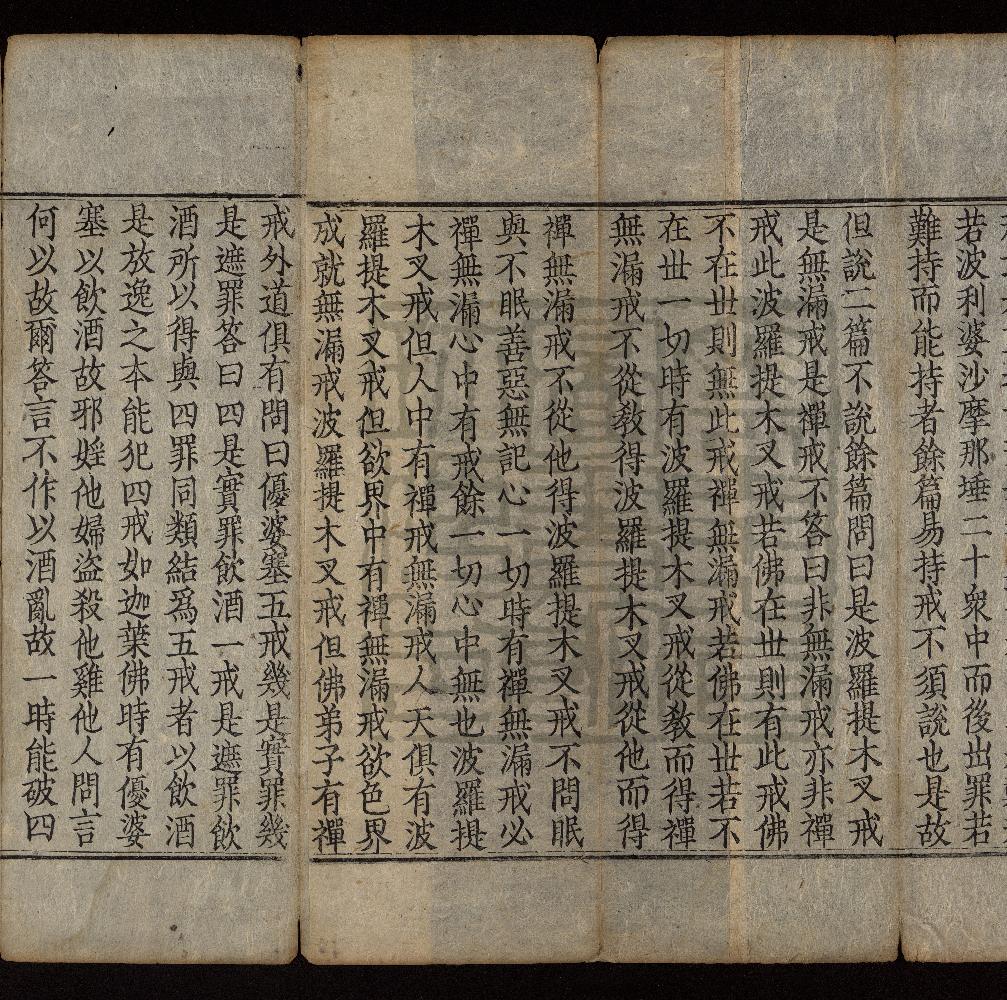 若波利婆沙摩那埵二十衆中而後出罪若
難持而能持者餘篇易持戒不須說也是故
但說二篇不說餘篇問曰是波羅提木叉戒
是無漏戒是禪戒不答曰非無漏戒亦非禪
戒此波羅提木叉戒若佛在世則有此戒佛
不在世則無此戒禪無漏戒若佛在世若不
在世一切時有波羅提木叉戒從教而得禪
無漏戒不從教得波羅提木叉戒從他而得
禪無漏戒不從他得波羅提木叉戒不問眠
與不眠善惡無記心一切時有禪無漏戒必
禪無漏心中有戒餘一切心中無也波羅提
木叉戒但人中有禪戒無漏戒人天俱有波
羅提木叉戒但欲界中有禪無漏戒欲色界
成就無漏戒波羅提木叉戒但佛弟子有禪
戒外道俱有問曰優婆塞五戒幾是實罪幾
是遮罪答曰四是實罪飲酒一戒是遮罪飲
酒所以得與四罪同類結爲五戒者以飲酒
是放逸之本能犯四戒如迦葉佛時有優婆
塞以飲酒故邪婬他婦盜殺他雞他人問言
何以故爾答言不作以酒亂故一時能破四